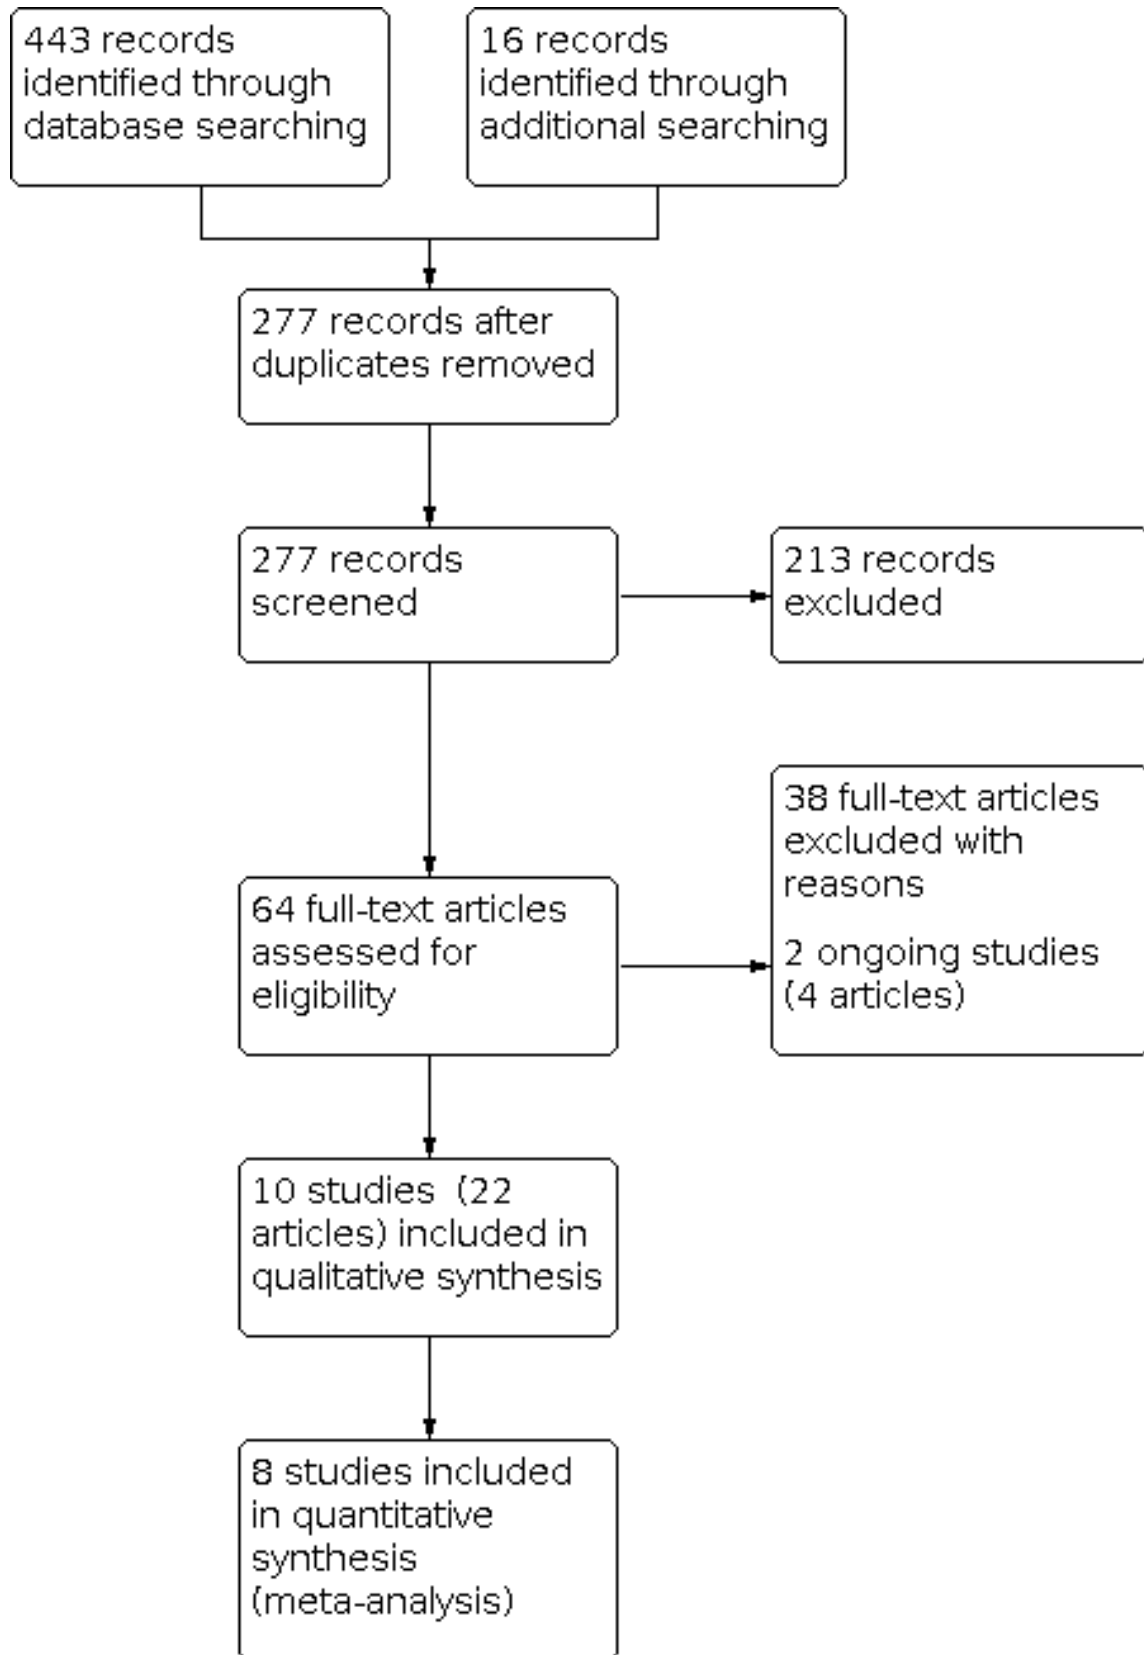 443 records
identified through
database searching
16 records
identified through
additional searching
277 records after
duplicates removed
277 records
screened
213 records
excluded
38 full-text articles
excluded with
reasons
2 ongoing studies
(4 articles)
64 full-text articles
assessed for
eligibility
10 studies (22
articles) included in
qualitative synthesis
8 studies included
in quantitative
synthesis
(meta-analysis)